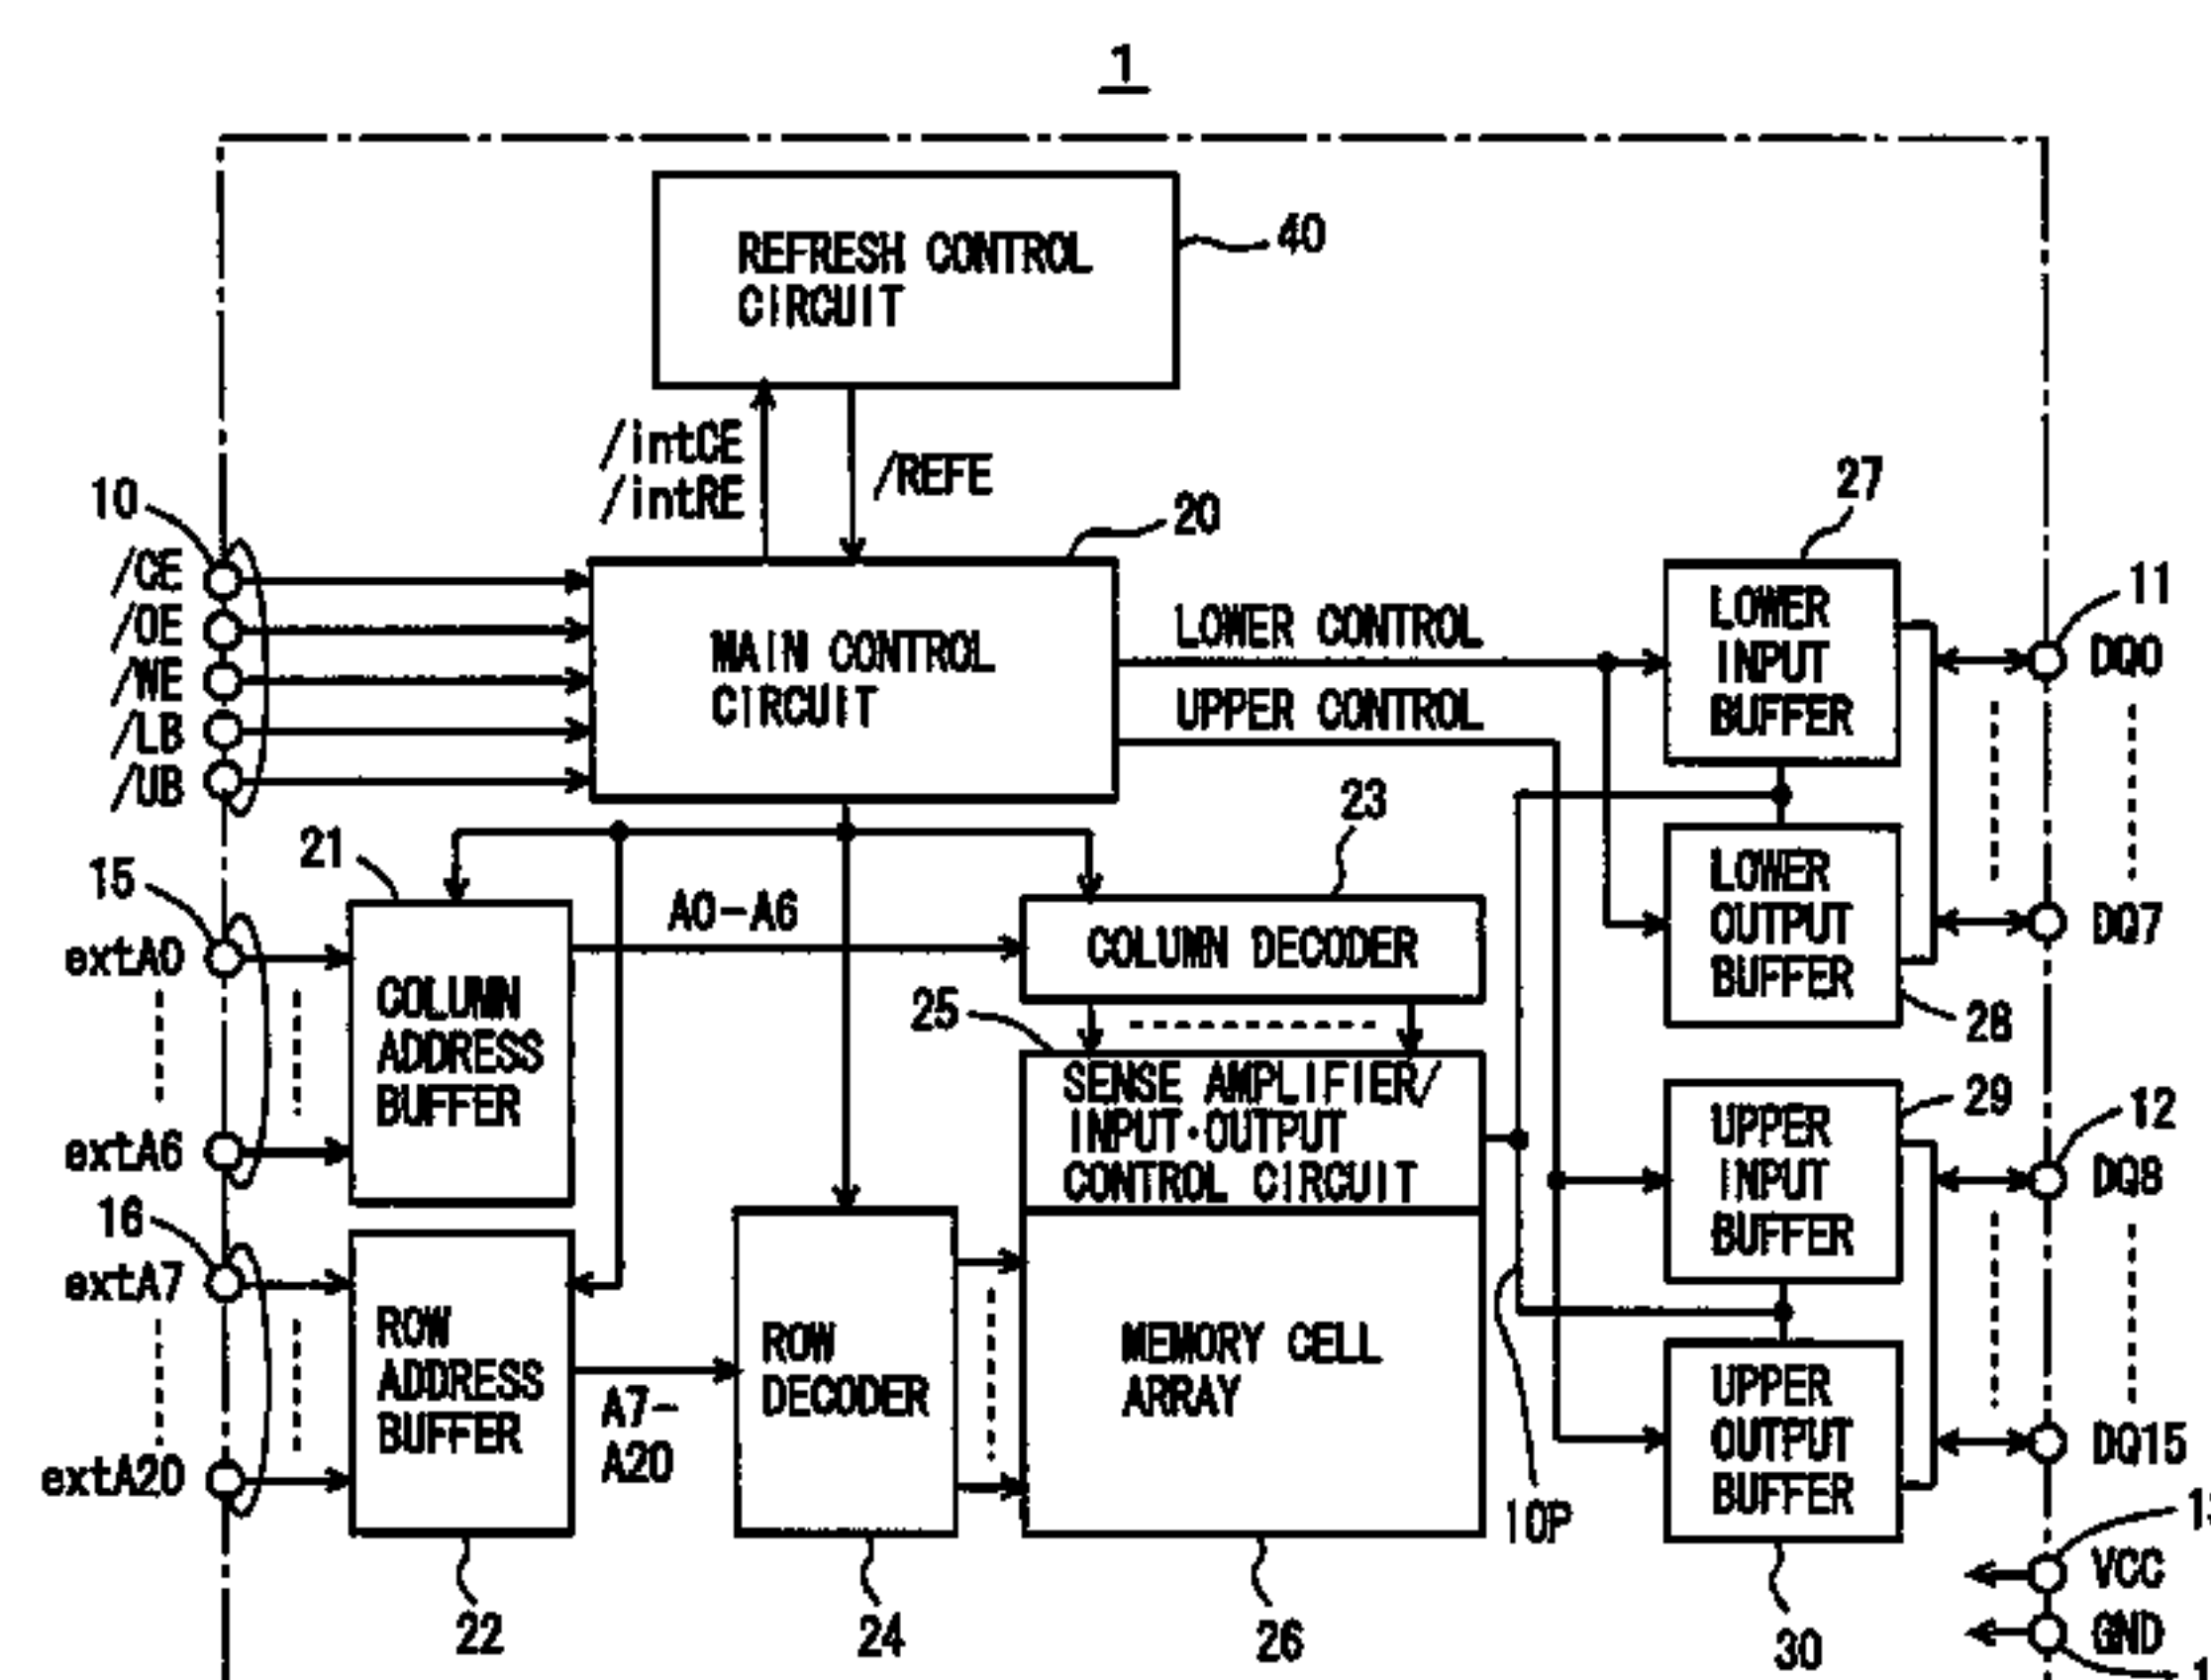 1
REFRESH CONTROL
CIRCUIT
40
/intCE
/intRE
/REFE
10
20
27
/CE
/OE
/WE
/LB
/UB
MAIN CONTROL
CIRCUIT
LOWER CONTROL
UPPER CONTROL
LOWER
INPUT
BUFFER
11
DQ0
21
23
15
A0-A6
extA0
COLUMN
ADDRESS
BUFFER
COLUMN DECODER
LOWER
OUTPUT
BUFFER
DQ7
28
25
SENSE AMPLIFIER/
INPUT·OUTPUT
CONTROL CIRCUIT
29
12
UPPER
INPUT
BUFFER
DQ8
extA6
16
extA7
ROW
ADDRESS
BUFFER
A7-
A20
ROW
DECODER
MEMORY CELL
ARRAY
UPPER
OUTPUT
BUFFER
DQ15
extA20
IOP
VCC
GND
22
24
26
30